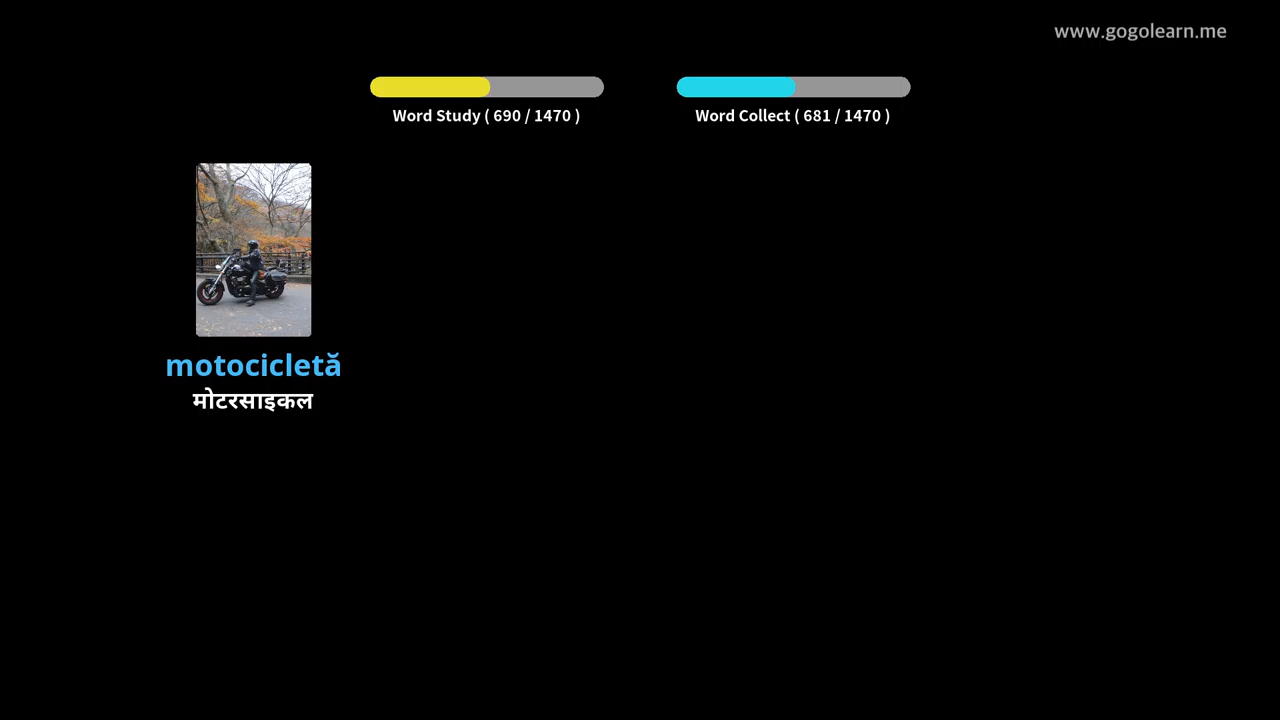 www.gogolearn.me
Word Study ( 690 / 1470 )
Word Collect ( 681 / 1470 )
motocicletă
मोटरसाइकल